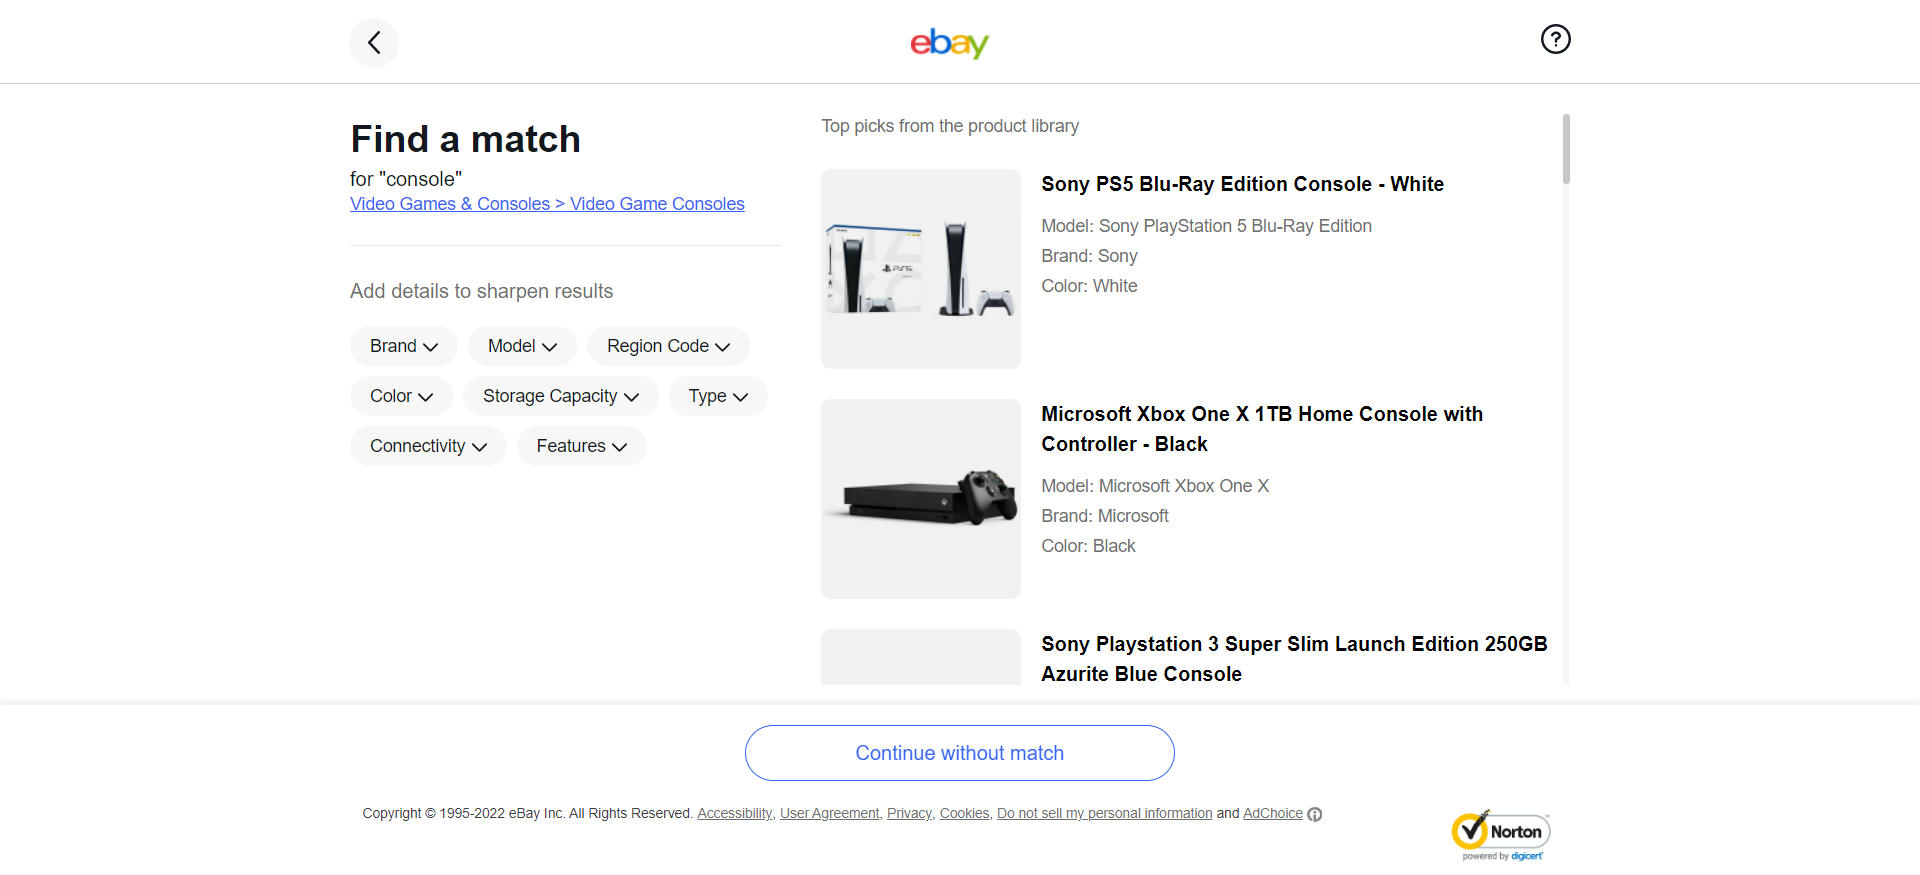 ebay
Find a match
for "console"
Video Games & Consoles > Video Game Consoles
Add details to sharpen results
Brand
Model
Region Code
Color
Storage Capacity
Type
Connectivity
Features
Top picks from the product library
Sony PS5 Blu-Ray Edition Console - White
Model: Sony PlayStation 5 Blu-Ray Edition
Brand: Sony
Color: White
PS5
Microsoft Xbox One X 1TB Home Console with
Controller - Black
Model: Microsoft Xbox One X
Brand: Microsoft
Color: Black
Sony Playstation 3 Super Slim Launch Edition 250GB
Azurite Blue Console
Continue without match
Copyright © 1995-2022 eBay Inc. All Rights Reserved. Accessibility, User Agreement, Privacy, Cookies, Do not sell my personal information and AdChoice
Norton
powered by digicert